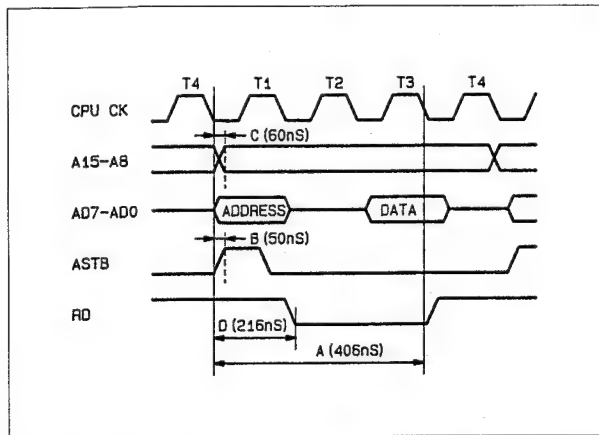 T4 T1 T2 T3 T4
CPU CK
C (60nS)
A15-A8
AD7-AD0 ADDRESS DATA
B (50nS)
ASTB
RD
D (216nS)
A (406nS)